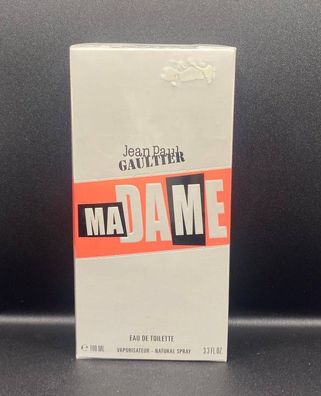 Jean Paul
GAULTIER
MADAME
EAU DE TOILETTE
℮ 100 ML VAPORISATEUR - NATURAL SPRAY 3.3 FL.OZ.